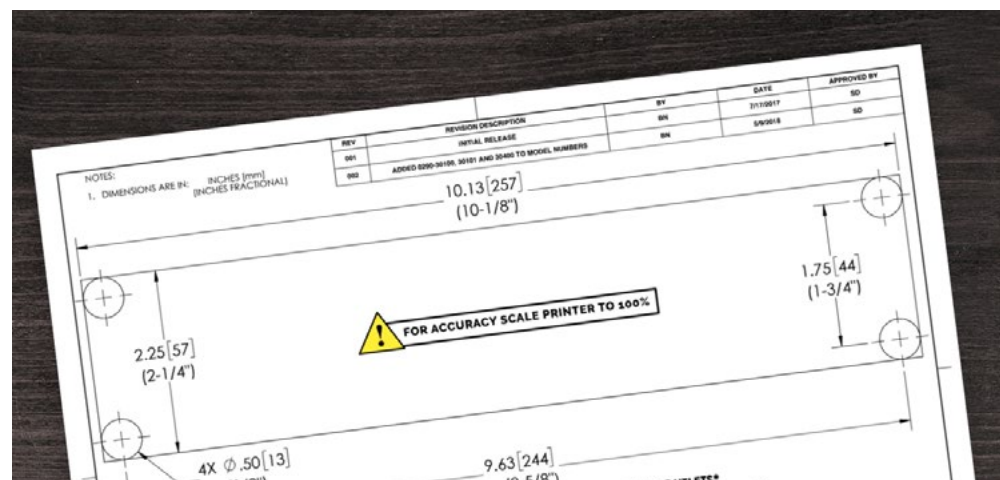 REV REVISION DESCRIPTION BY DATE APPROVED BY
001 INITIAL RELEASE BN 7/17/2017 SD
002 ADDED 0290-30100, 30101 AND 30400 TO MODEL NUMBERS BN 5/9/2018 SD
NOTES:
1. DIMENSIONS ARE IN: INCHES [mm]
(INCHES FRACTIONAL)
10.13[257]
(10-1/8")
1.75[44]
(1-3/4")
FOR ACCURACY SCALE PRINTER TO 100%
2.25[57]
(2-1/4")
4X Ø.50[13]
9.63[244]